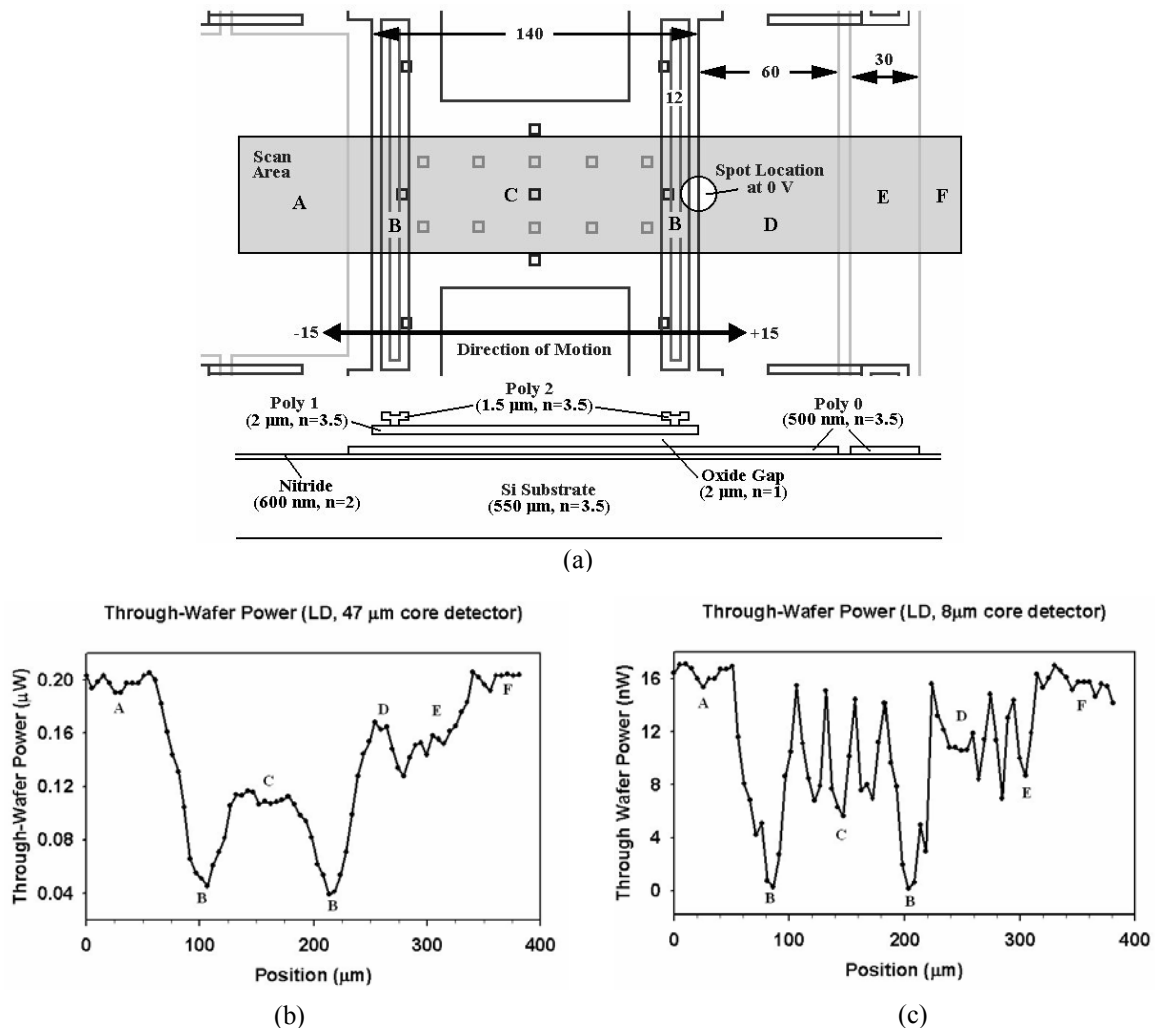 140
60
30
12
Scan
Area
Spot Location
at 0 V
A
C
E
F
B
B
D
-15
+15
Direction of Motion
Poly 1
(2 µm, n=3.5)
Poly 2
(1.5 µm, n=3.5)
Poly 0
(500 nm, n=3.5)
Nitride
(600 nm, n=2)
Si Substrate
(550 µm, n=3.5)
Oxide Gap
(2 µm, n=1)
(a)
Through-Wafer Power (LD, 47 µm core detector)
Through-Wafer Power (µW)
0.20
0.16
0.12
0.08
0.04
A
B
C
B
D
E
F
0 100 200 300 400
Position (µm)
(b)
Through-Wafer Power (LD, 8µm core detector)
Through Wafer Power (nW)
16
12
8
4
0
A
B
C
B
D
E
F
0 100 200 300 400
Position (µm)
(c)